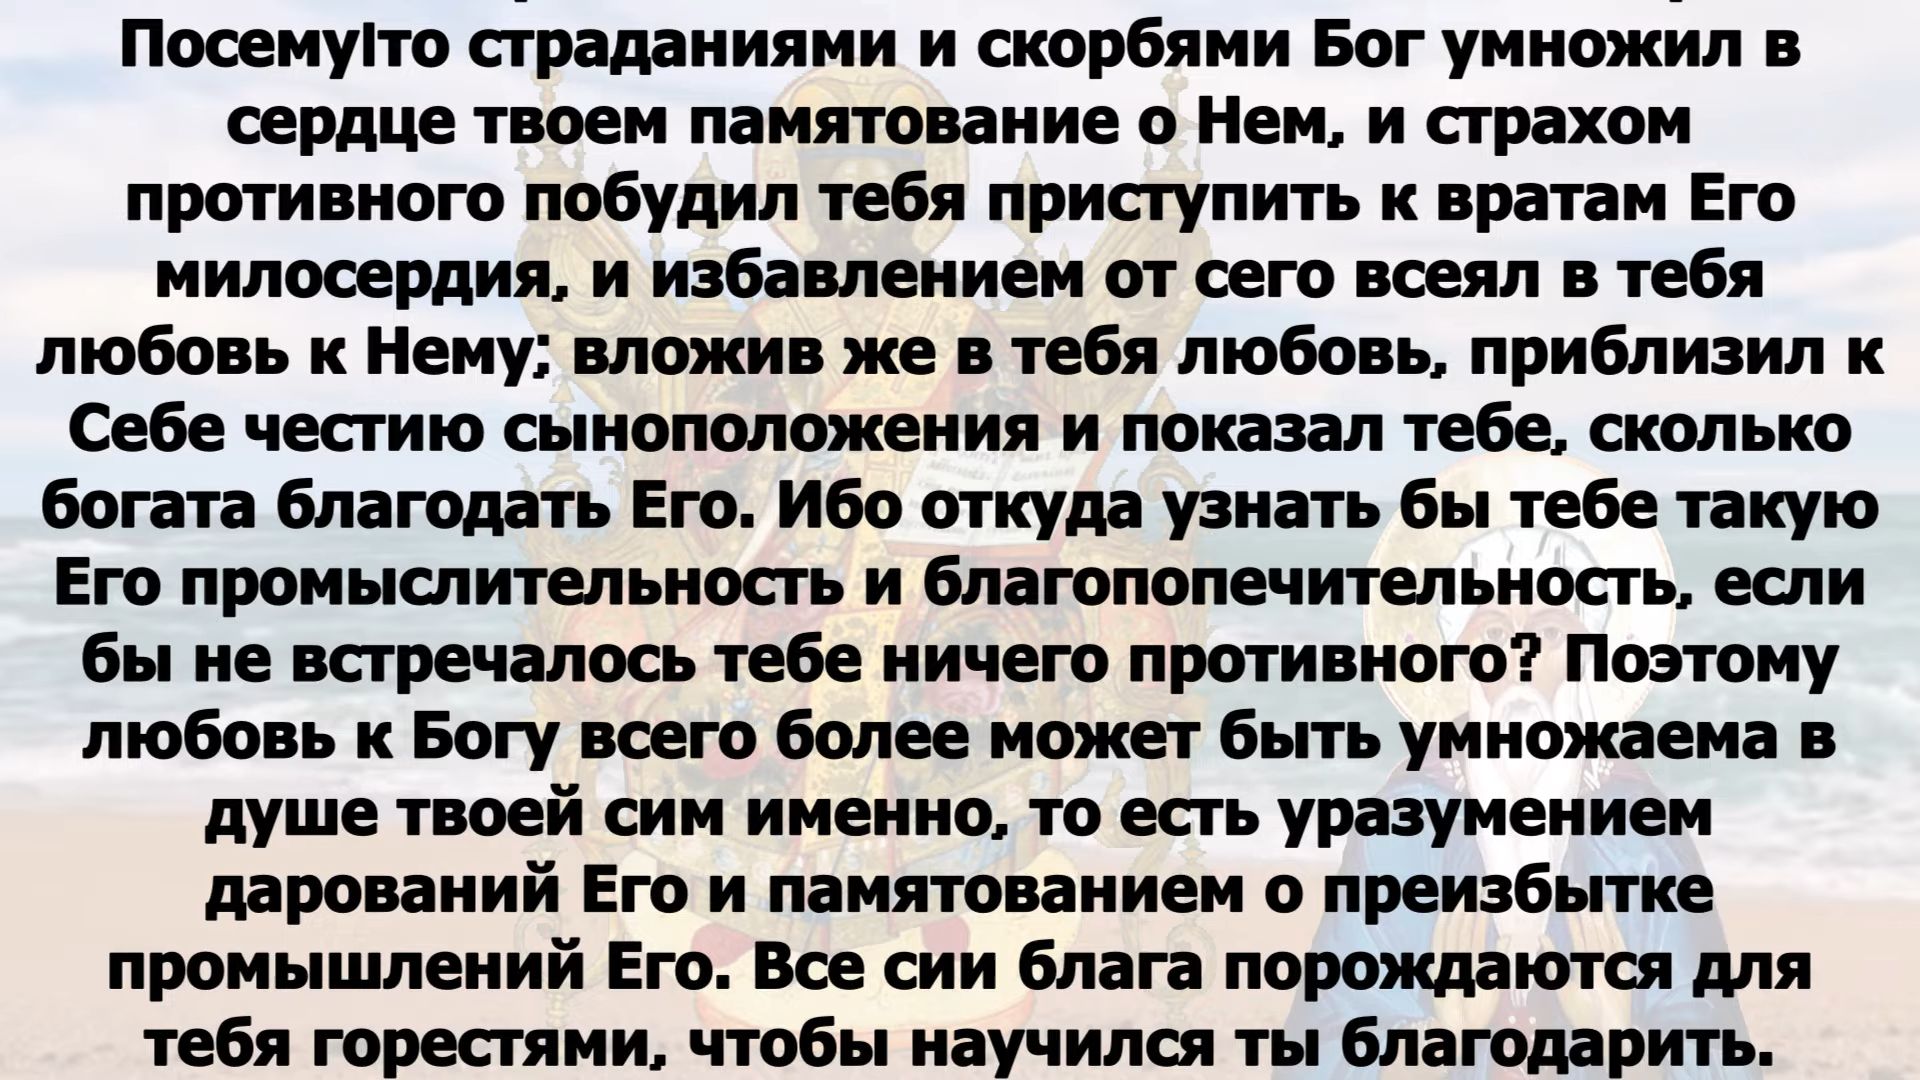 Посему|то страданиями и скорбями Бог умножил в
сердце твоем памятование о Нем, и страхом
противного побудил тебя приступить к вратам Его
милосердия, и избавлением от сего всеял в тебя
любовь к Нему; вложив же в тебя любовь, приблизил к
Себе честию сыноположения и показал тебе, сколько
богата благодать Его. Ибо откуда узнать бы тебе такую
Его промыслительность и благопопечительность, если
бы не встречалось тебе ничего противного? Поэтому
любовь к Богу всего более может быть умножаема в
душе твоей сим именно, то есть уразумением
дарований Его и памятованием о преизбытке
промышлений Его. Все сии блага порождаются для
тебя горестями, чтобы научился ты благодарить.